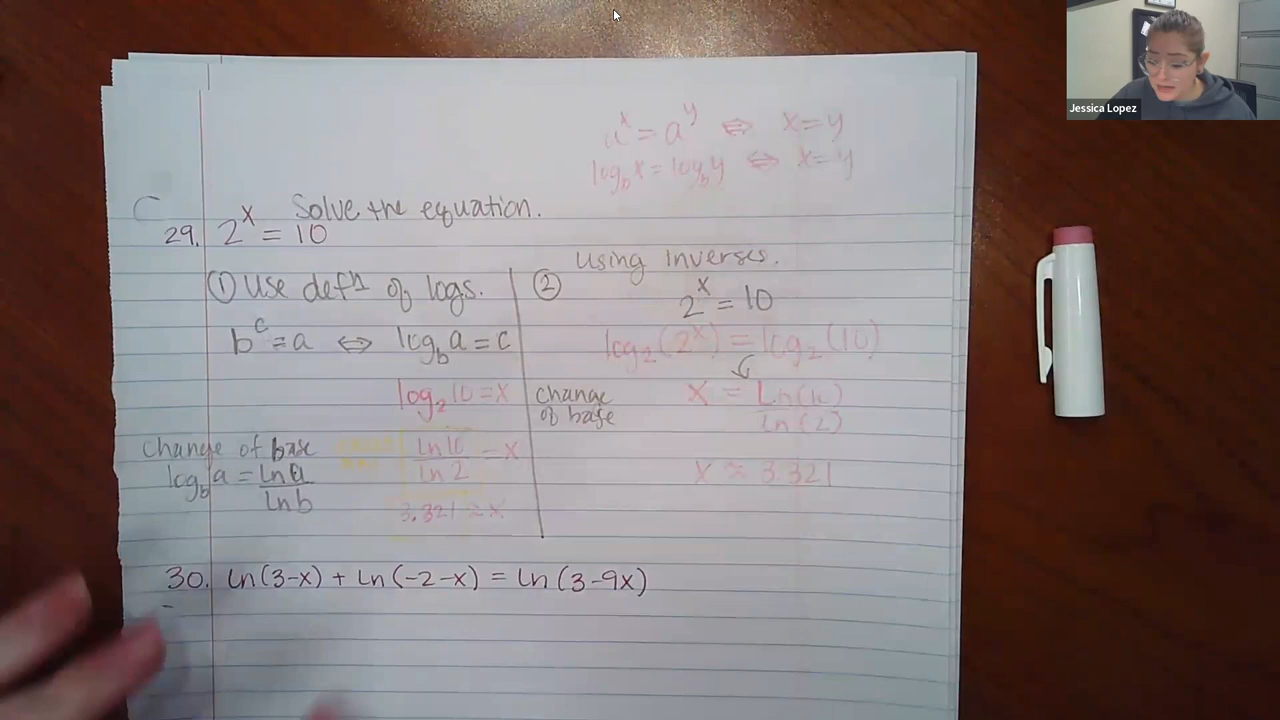 Jessica Lopez
a^x = a^y ⇔ x = y
log_b x = log_b y ⇔ x = y
C
Solve the equation.
29. 2^x = 10
① Use defn of logs.
b^c = a ⇔ log_b a = c
log_2 10 = x
change of base
log_b a = ln a / ln b
ln 10 / ln 2 = x
3.321 ≈ x
② using inverses.
2^x = 10
log_2(2^x) = log_2(10)
change of base
x = ln(10) / ln(2)
x ≈ 3.321
30. ln(3-x) + ln(-2-x) = ln(3-9x)